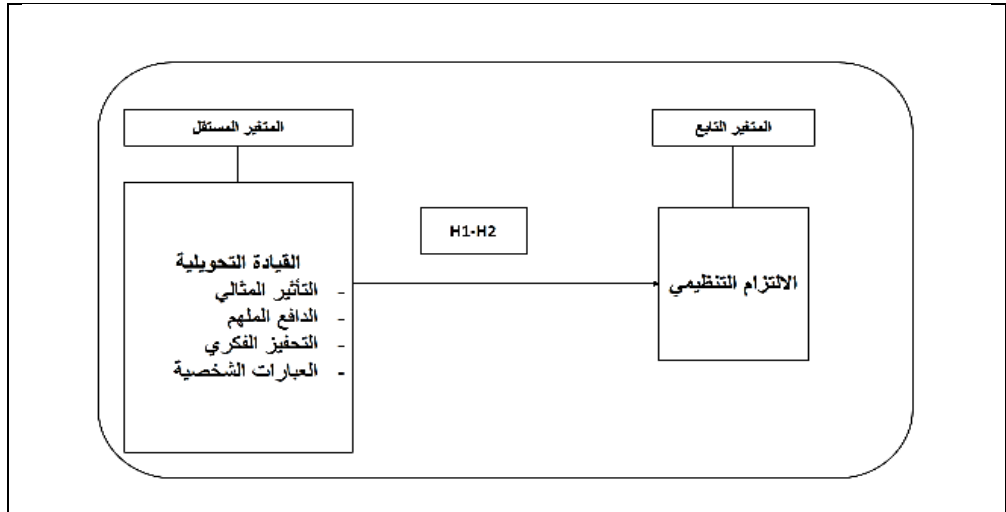 المتغير المستقل
المتغير التابع
H1-H2
القيادة التحويلية
- التأثير المثالي
- الدافع الملهم
- التحفيز الفكري
- العبارات الشخصية
الالتزام التنظيمي